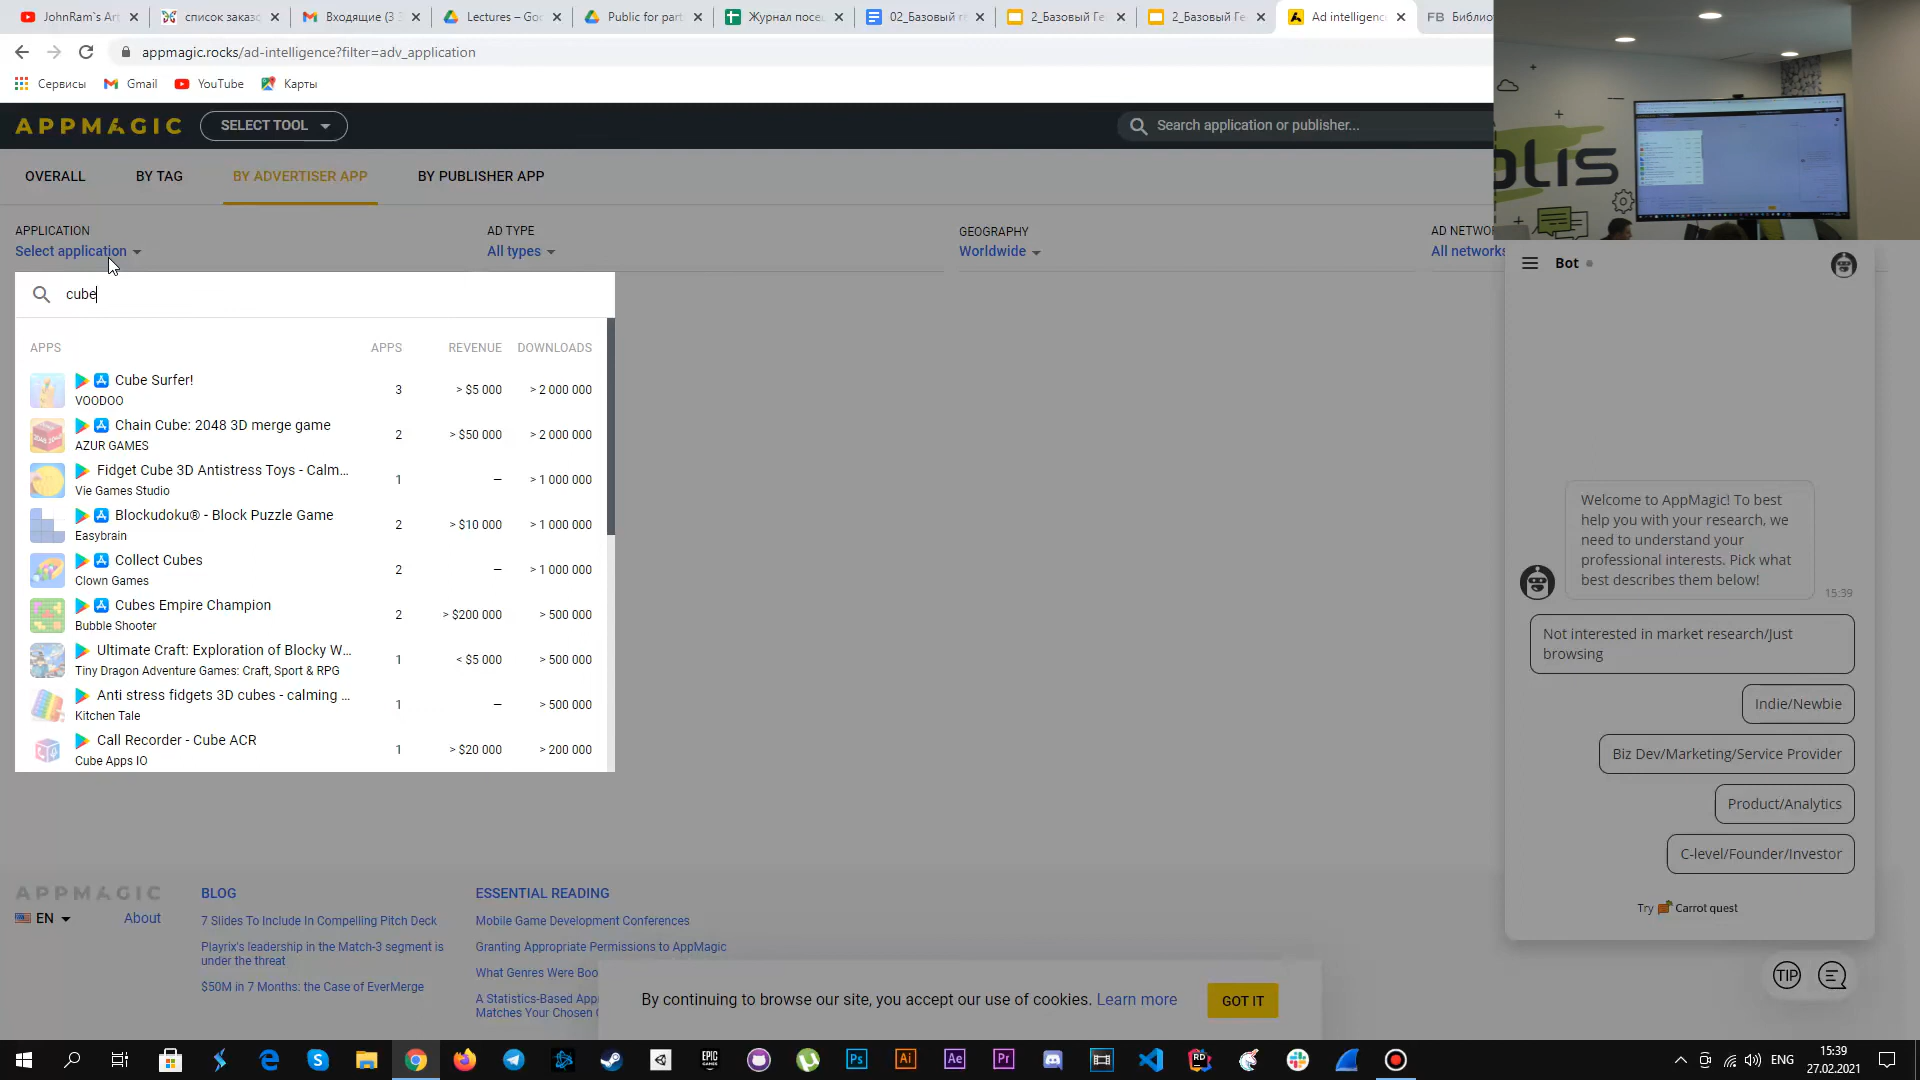 JohnRam's Art
список заказо
Входящие (3 3
Lectures – Goo
Public for part
Журнал посещ
02_Базовый г
2_Базовый Ге
2_Базовый Ге
Ad intelligence
FB Библио
appmagic.rocks/ad-intelligence?filter=adv_application
Сервисы
Gmail
YouTube
Карты
APPMAGIC
SELECT TOOL
Search application or publisher...
OVERALL
BY TAG
BY ADVERTISER APP
BY PUBLISHER APP
APPLICATION
Select application
AD TYPE
All types
GEOGRAPHY
Worldwide
AD NETWOR
All networks
cube
APPS APPS REVENUE DOWNLOADS
Cube Surfer!
VOODOO
3 > $5 000 > 2 000 000
Chain Cube: 2048 3D merge game
AZUR GAMES
2 > $50 000 > 2 000 000
Fidget Cube 3D Antistress Toys - Calm...
Vie Games Studio
1 – > 1 000 000
Blockudoku® - Block Puzzle Game
Easybrain
2 > $10 000 > 1 000 000
Collect Cubes
Clown Games
2 – > 1 000 000
Cubes Empire Champion
Bubble Shooter
2 > $200 000 > 500 000
Ultimate Craft: Exploration of Blocky W...
Tiny Dragon Adventure Games: Craft, Sport & RPG
1 < $5 000 > 500 000
Anti stress fidgets 3D cubes - calming ...
Kitchen Tale
1 – > 500 000
Call Recorder - Cube ACR
Cube Apps IO
1 > $20 000 > 200 000
olis
Bot
Welcome to AppMagic! To best
help you with your research, we
need to understand your
professional interests. Pick what
best describes them below!
15:39
Not interested in market research/Just
browsing
Indie/Newbie
Biz Dev/Marketing/Service Provider
Product/Analytics
C-level/Founder/Investor
Try Carrot quest
TIP
APPMAGIC
EN
About
BLOG
7 Slides To Include In Compelling Pitch Deck
Playrix's leadership in the Match-3 segment is
under the threat
$50M in 7 Months: the Case of EverMerge
ESSENTIAL READING
Mobile Game Development Conferences
Granting Appropriate Permissions to AppMagic
What Genres Were Boo
A Statistics-Based App
Matches Your Chosen G
By continuing to browse our site, you accept our use of cookies. Learn more
GOT IT
EPIC
GAMES
Ps
Ai
Ae
Pr
RD
ENG
15:39
27.02.2021